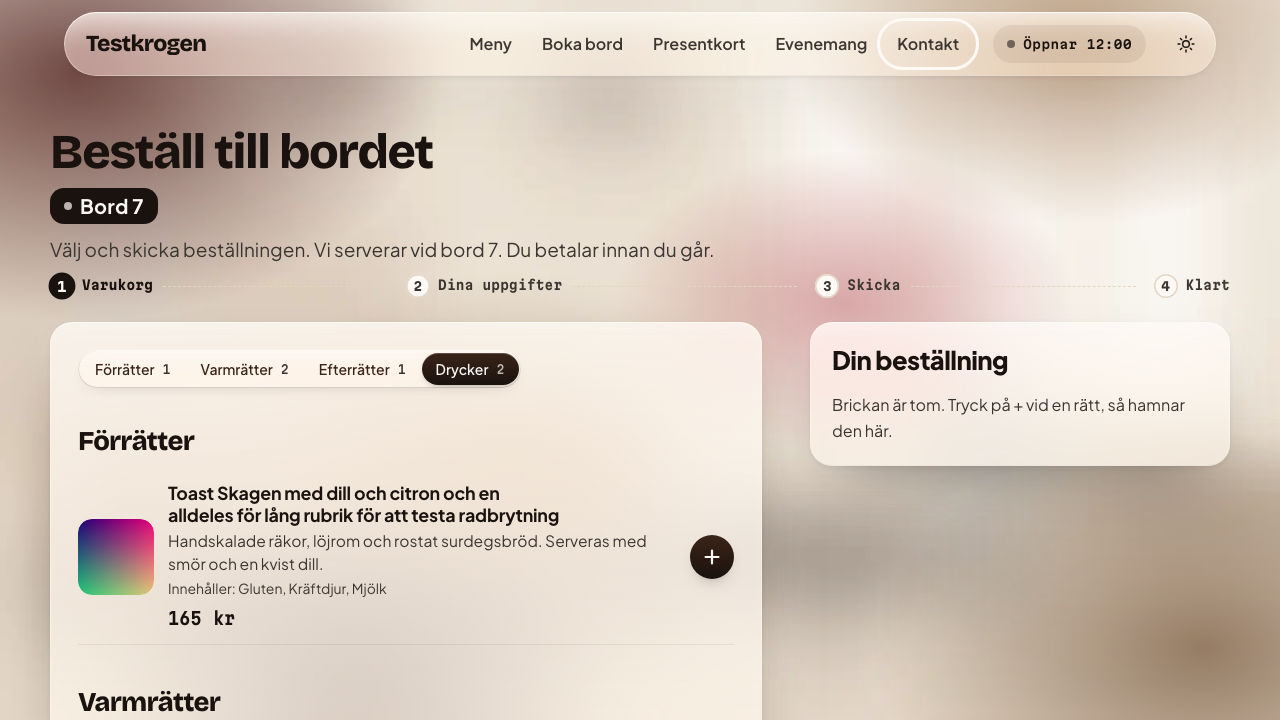 Testkrogen
Meny
Boka bord
Presentkort
Evenemang
Kontakt
Öppnar 12:00
Beställ till bordet
Bord 7
Välj och skicka beställningen. Vi serverar vid bord 7. Du betalar innan du går.
1 Varukorg
2 Dina uppgifter
3 Skicka
4 Klart
Förrätter 1
Varmrätter 2
Efterrätter 1
Drycker 2
Förrätter
Toast Skagen med dill och citron och en
alldeles för lång rubrik för att testa radbrytning
Handskalade räkor, löjrom och rostat surdegsbröd. Serveras med
smör och en kvist dill.
Innehåller: Gluten, Kräftdjur, Mjölk
165 kr
+
Varmrätter
Din beställning
Brickan är tom. Tryck på + vid en rätt, så hamnar
den här.